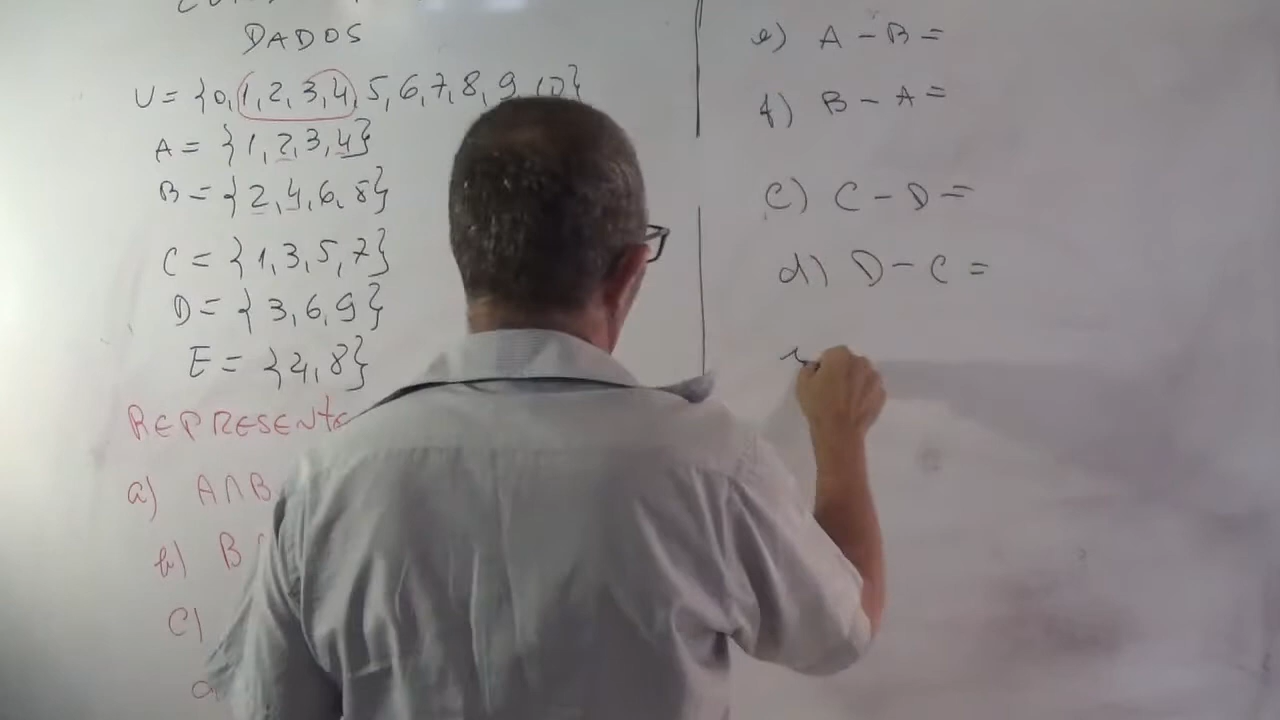 DADOS
U = {0, 1, 2, 3, 4, 5, 6, 7, 8, 9, 10}
A = {1, 2, 3, 4}
B = {2, 4, 6, 8}
C = {1, 3, 5, 7}
D = {3, 6, 9}
E = {2, 8}
REPRESENTE
a) A∩B
b) B
C)
e) A - B =
f) B - A =
C) C - D =
d) D - C =